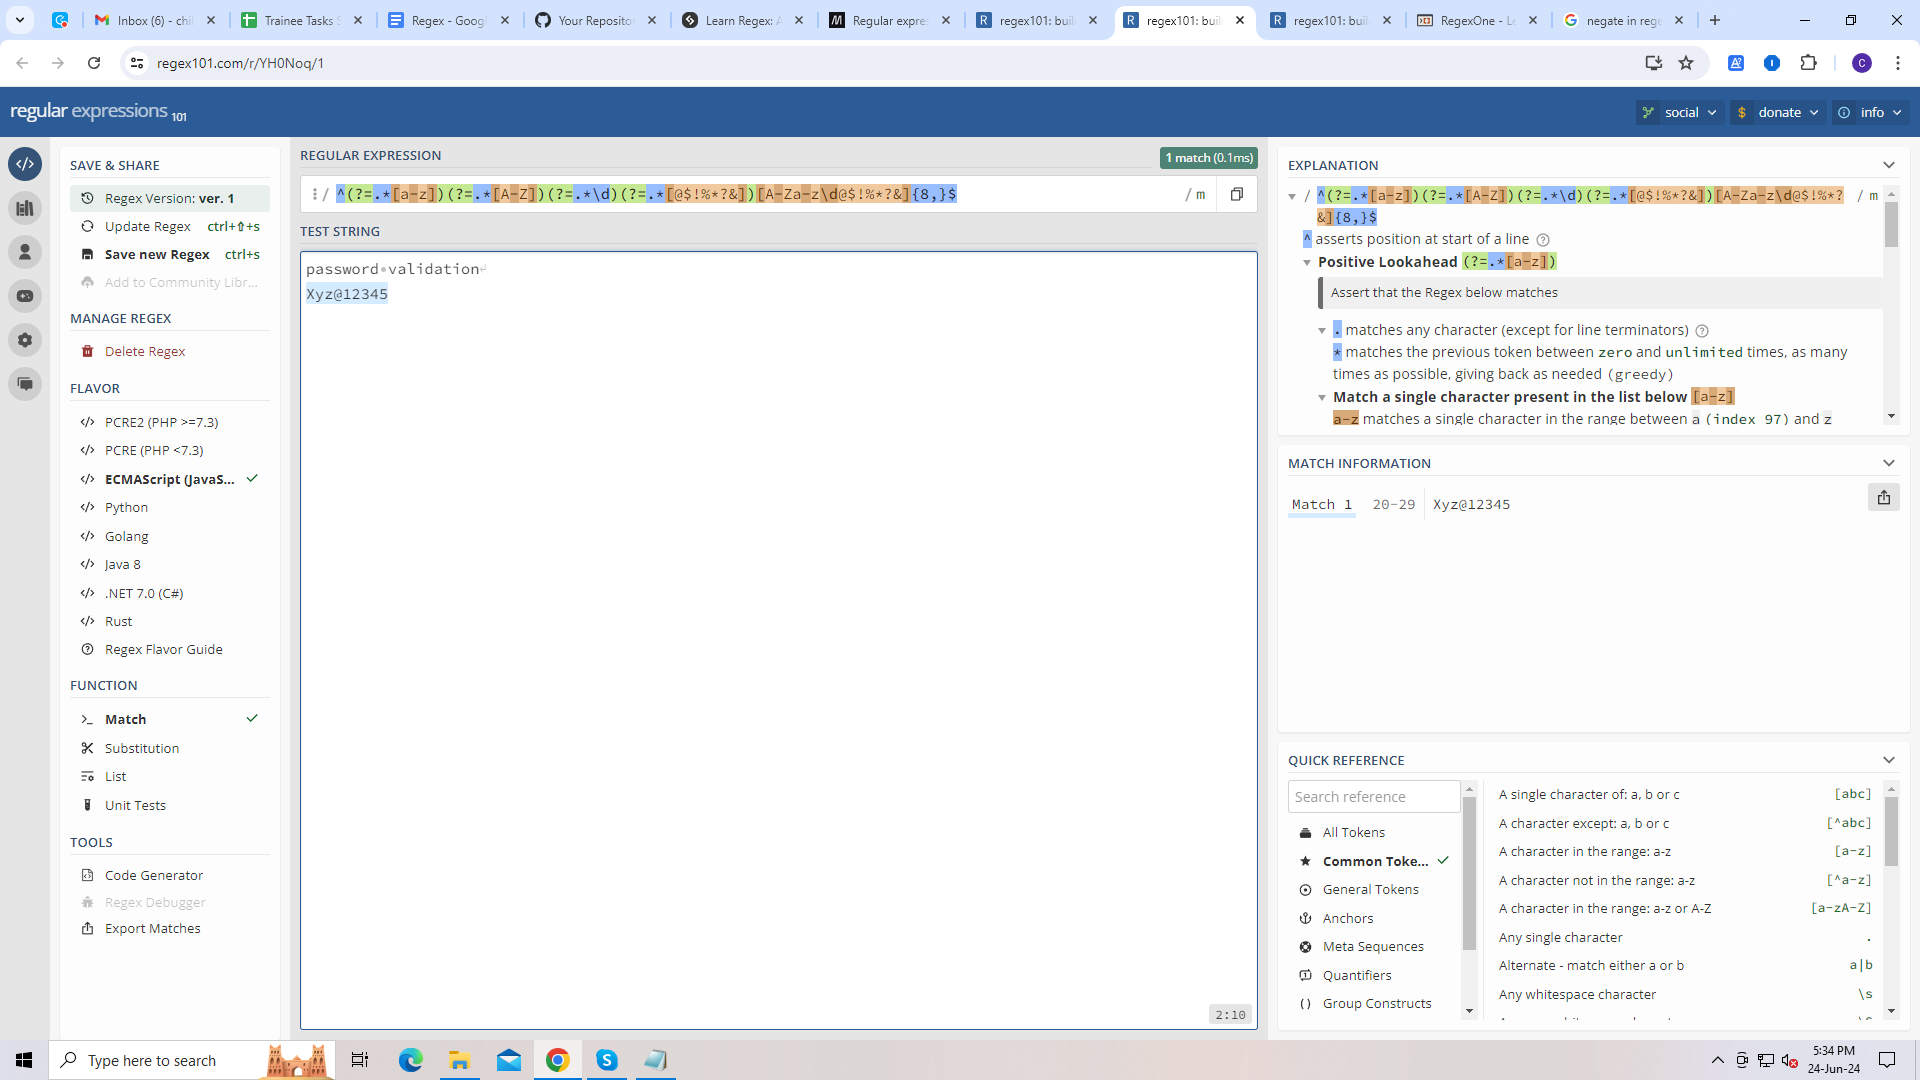 Inbox (6) - chi
Trainee Tasks S
Regex - Googl
Your Reposito
Learn Regex: A
Regular expres
regex101: buil
regex101: buil
regex101: buil
RegexOne - Le
negate in rege
regex101.com/r/YH0Noq/1
C
regular expressions 101
social
$ donate
info
SAVE & SHARE
Regex Version: ver. 1
Update Regex ctrl+⇧+s
Save new Regex ctrl+s
Add to Community Libr...
MANAGE REGEX
Delete Regex
FLAVOR
</> PCRE2 (PHP >=7.3)
</> PCRE (PHP <7.3)
</> ECMAScript (JavaS...
</> Python
</> Golang
</> Java 8
</> .NET 7.0 (C#)
</> Rust
Regex Flavor Guide
FUNCTION
Match
Substitution
List
Unit Tests
TOOLS
Code Generator
Regex Debugger
Export Matches
REGULAR EXPRESSION
1 match (0.1ms)
/ ^(?=.*[a-z])(?=.*[A-Z])(?=.*\d)(?=.*[@$!%*?&])[A-Za-z\d@$!%*?&]{8,}$ / m
TEST STRING
password•validation↵
Xyz@12345
2:10
EXPLANATION
/ ^(?=.*[a-z])(?=.*[A-Z])(?=.*\d)(?=.*[@$!%*?&])[A-Za-z\d@$!%*? / m
&]{8,}$
^ asserts position at start of a line
Positive Lookahead (?=.*[a-z])
Assert that the Regex below matches
. matches any character (except for line terminators)
* matches the previous token between zero and unlimited times, as many
times as possible, giving back as needed (greedy)
Match a single character present in the list below [a-z]
a-z matches a single character in the range between a (index 97) and z
MATCH INFORMATION
Match 1 20-29 Xyz@12345
QUICK REFERENCE
Search reference
All Tokens
Common Toke...
General Tokens
Anchors
Meta Sequences
Quantifiers
Group Constructs
A single character of: a, b or c [abc]
A character except: a, b or c [^abc]
A character in the range: a-z [a-z]
A character not in the range: a-z [^a-z]
A character in the range: a-z or A-Z [a-zA-Z]
Any single character .
Alternate - match either a or b a|b
Any whitespace character \s
Type here to search
5:34 PM
24-Jun-24